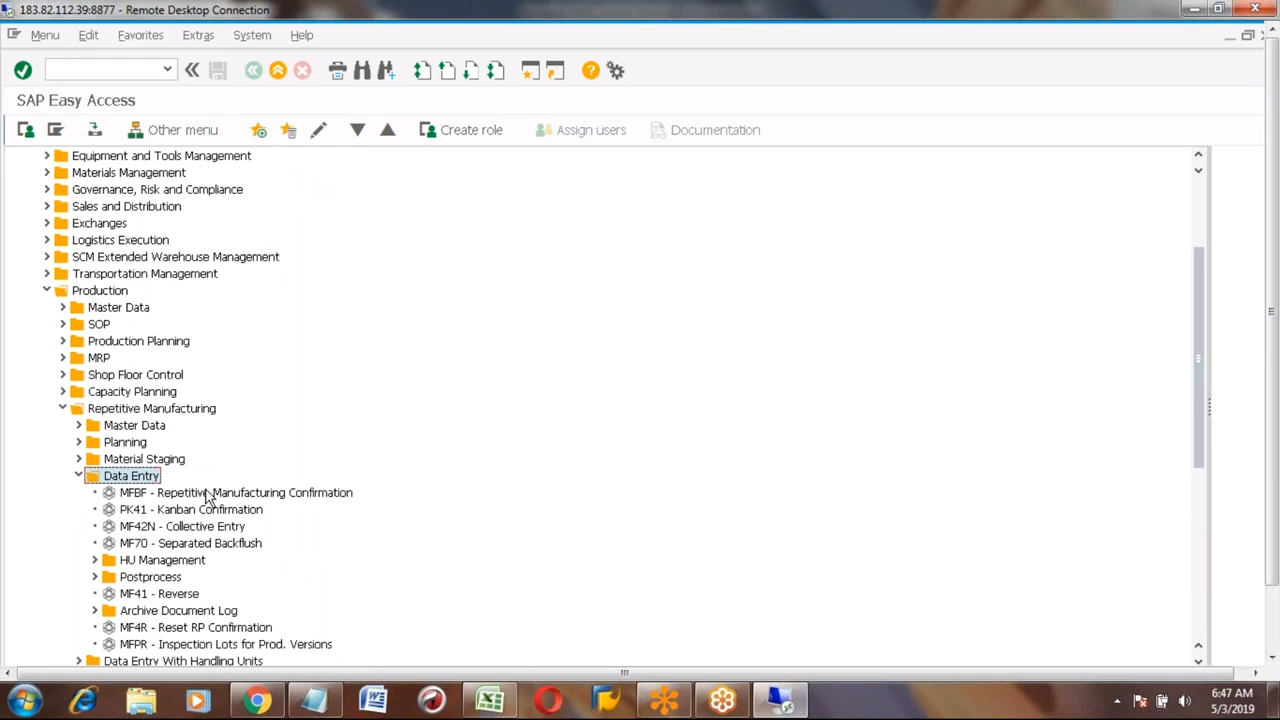 183.82.112.39:8877 - Remote Desktop Connection
Menu Edit Favorites Extras System Help
SAP Easy Access
Other menu Create role Assign users Documentation
Equipment and Tools Management
Materials Management
Governance, Risk and Compliance
Sales and Distribution
Exchanges
Logistics Execution
SCM Extended Warehouse Management
Transportation Management
Production
Master Data
SOP
Production Planning
MRP
Shop Floor Control
Capacity Planning
Repetitive Manufacturing
Master Data
Planning
Material Staging
Data Entry
MFBF - Repetitive Manufacturing Confirmation
PK41 - Kanban Confirmation
MF42N - Collective Entry
MF70 - Separated Backflush
HU Management
Postprocess
MF41 - Reverse
Archive Document Log
MF4R - Reset RP Confirmation
MFPR - Inspection Lots for Prod. Versions
Data Entry With Handling Units
6:47 AM
5/3/2019